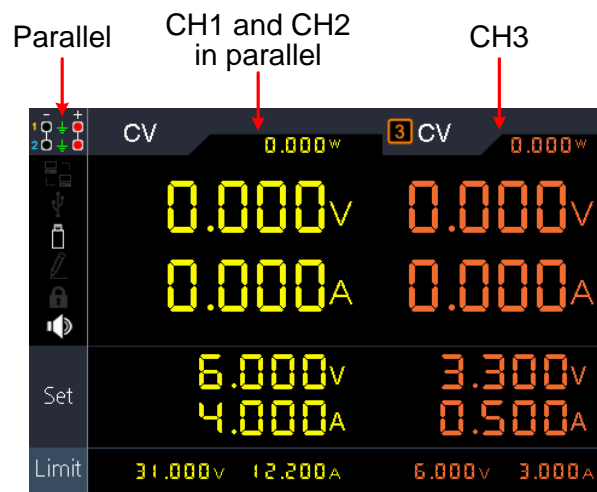 Parallel
CH1 and CH2
in parallel
CH3
- +
1
2
CV
0.000W
3 CV
0.000W
0.000V
0.000V
0.000A
0.000A
Set
6.000V
3.300V
4.000A
0.500A
Limit
31.000V 12.200A
6.000V 3.000A